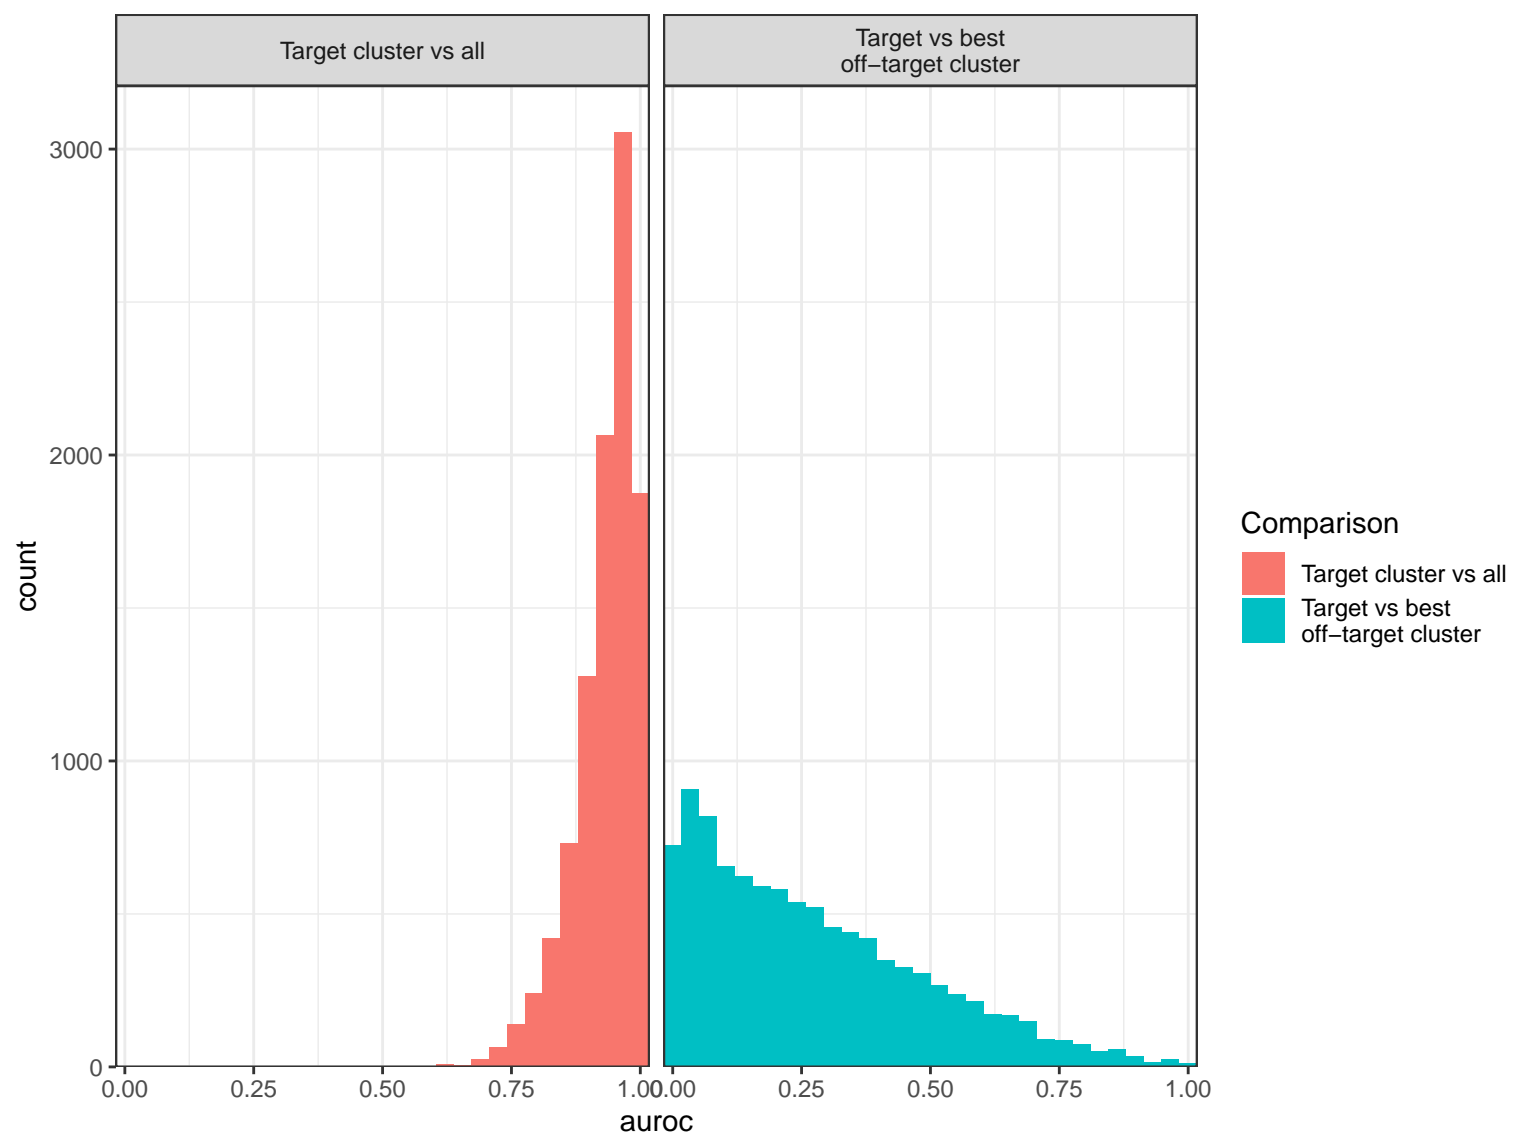 Target cluster vs all
Target vs best
off−target cluster
3000
2000
1000
0
count
0.00 0.25 0.50 0.75 1.00
0.00 0.25 0.50 0.75 1.00
auroc
Comparison
Target cluster vs all
Target vs best
off−target cluster